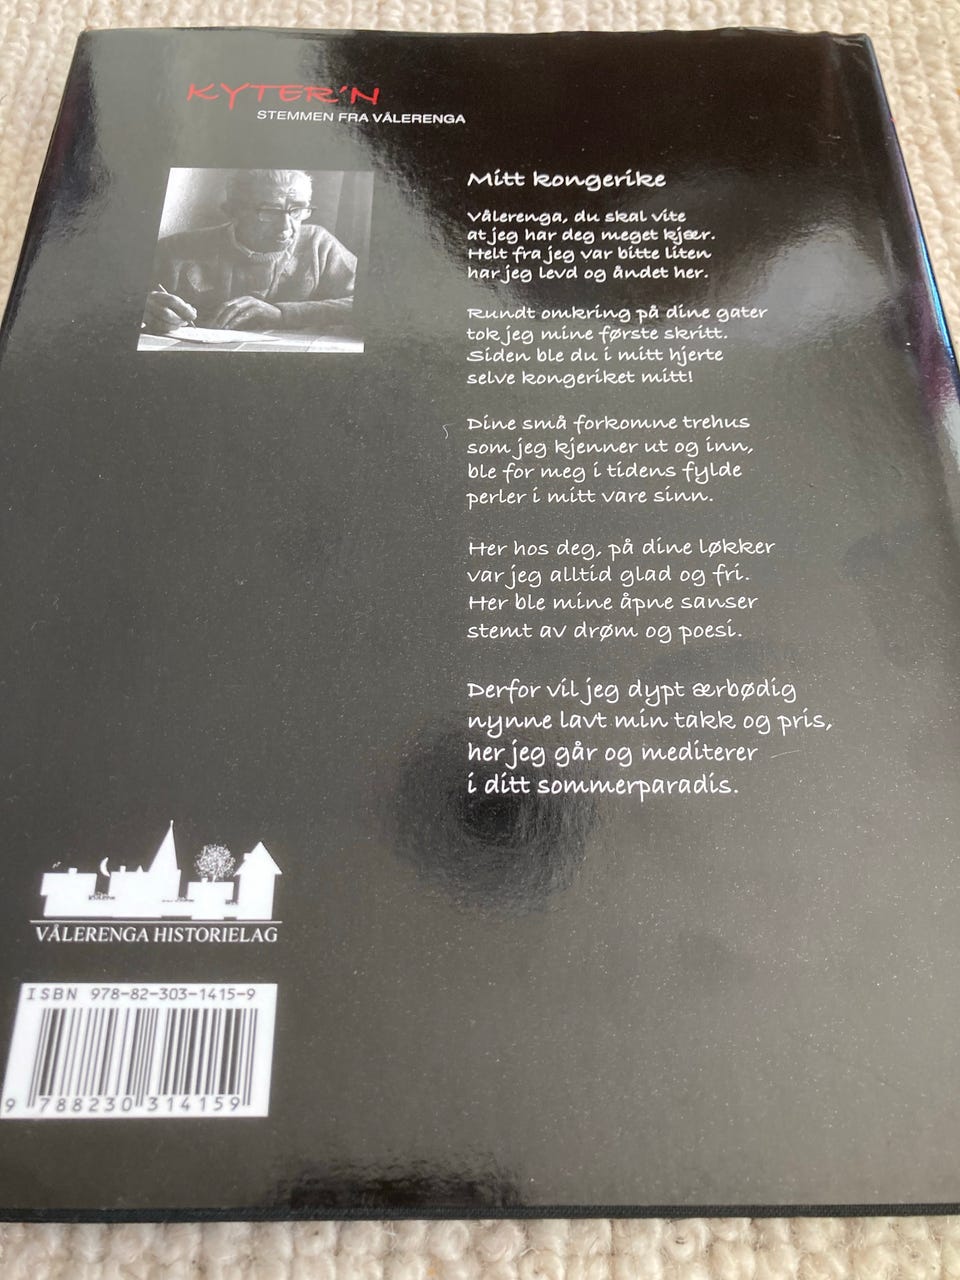 KYTER'N
STEMMEN FRA VÅLERENGA
Mitt kongerike
Vålerenga, du skal vite
at jeg har deg meget kjær.
Helt fra jeg var bitte liten
har jeg levd og åndet her.
Rundt omkring på dine gater
tok jeg mine første skritt.
Siden ble du i mitt hjerte
selve kongeriket mitt!
Dine små forkomne trehus
som jeg kjenner ut og inn,
ble for meg i tidens fylde
perler i mitt vare sinn.
Her hos deg, på dine løkker
var jeg alltid glad og fri.
Her ble mine åpne sanser
stemt av drøm og poesi.
Derfor vil jeg dypt ærbødig
nynne lavt min takk og pris,
her jeg går og mediterer
i ditt sommerparadis.
VÅLERENGA HISTORIELAG
ISBN 978-82-303-1415-9
9 788230 314159